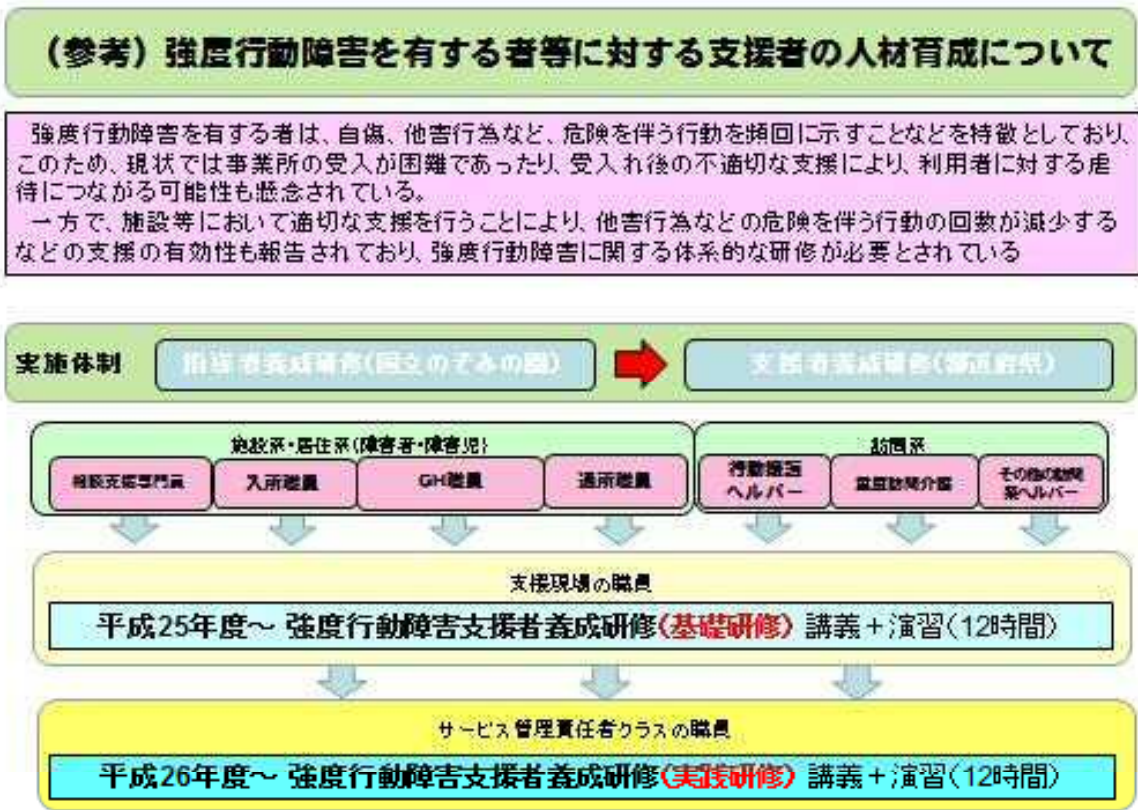 （参考）強度行動障害を有する者等に対する支援者の人材育成について
強度行動障害を有する者は、自傷、他害行為など、危険を伴う行動を頻回に示すことなどを特徴としており、
このため、現状では事業所の受入が困難であったり、受入れ後の不適切な支援により、利用者に対する虐
待につながる可能性も懸念されている。
一方で、施設等において適切な支援を行うことにより、他害行為などの危険を伴う行動の回数が減少する
などの支援の有効性も報告されており、強度行動障害に関する体系的な研修が必要とされている
実施体制
指導者養成研修(国立のぞみの園)
支援者養成研修(都道府県)
施設系・居住系(障害者・障害児)
訪問系
相談支援専門員
入所職員
GH職員
通所職員
行動援護
ヘルパー
重度訪問介護
その他の訪問
系ヘルパー
支援現場の職員
平成25年度～ 強度行動障害支援者養成研修(基礎研修) 講義＋演習(12時間)
サービス管理責任者クラスの職員
平成26年度～ 強度行動障害支援者養成研修(実践研修) 講義＋演習(12時間)